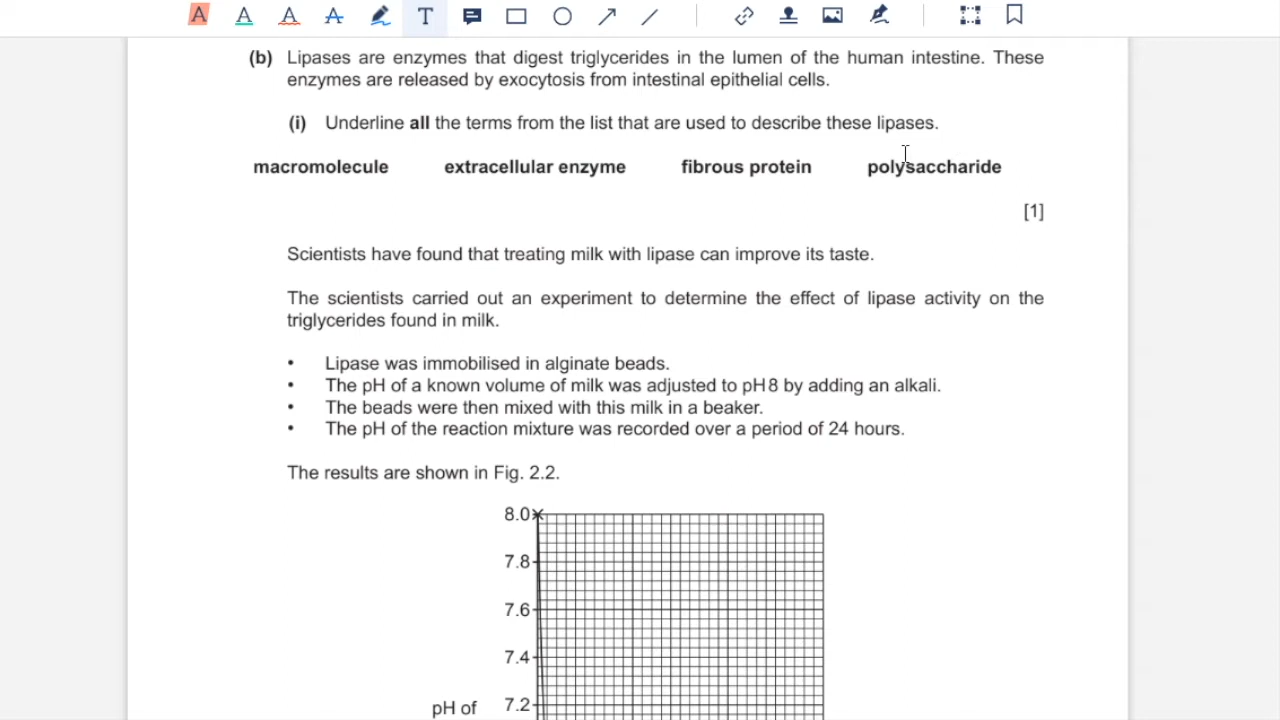 (b) Lipases are enzymes that digest triglycerides in the lumen of the human intestine. These
enzymes are released by exocytosis from intestinal epithelial cells.
(i) Underline all the terms from the list that are used to describe these lipases.
macromolecule extracellular enzyme fibrous protein polysaccharide
[1]
Scientists have found that treating milk with lipase can improve its taste.
The scientists carried out an experiment to determine the effect of lipase activity on the
triglycerides found in milk.
• Lipase was immobilised in alginate beads.
• The pH of a known volume of milk was adjusted to pH 8 by adding an alkali.
• The beads were then mixed with this milk in a beaker.
• The pH of the reaction mixture was recorded over a period of 24 hours.
The results are shown in Fig. 2.2.
8.0
7.8
7.6
7.4
pH of 7.2